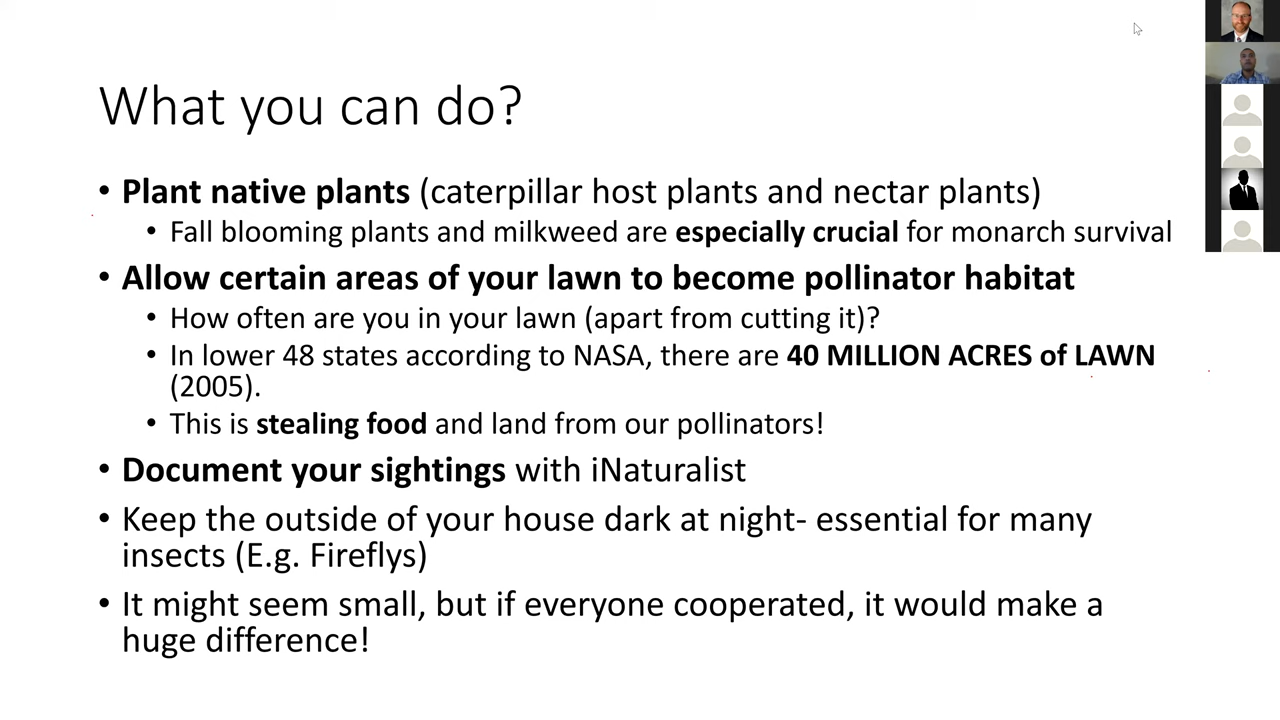 What you can do?
• Plant native plants (caterpillar host plants and nectar plants)
• Fall blooming plants and milkweed are especially crucial for monarch survival
• Allow certain areas of your lawn to become pollinator habitat
• How often are you in your lawn (apart from cutting it)?
• In lower 48 states according to NASA, there are 40 MILLION ACRES of LAWN
(2005).
• This is stealing food and land from our pollinators!
• Document your sightings with iNaturalist
• Keep the outside of your house dark at night- essential for many
insects (E.g. Fireflys)
• It might seem small, but if everyone cooperated, it would make a
huge difference!